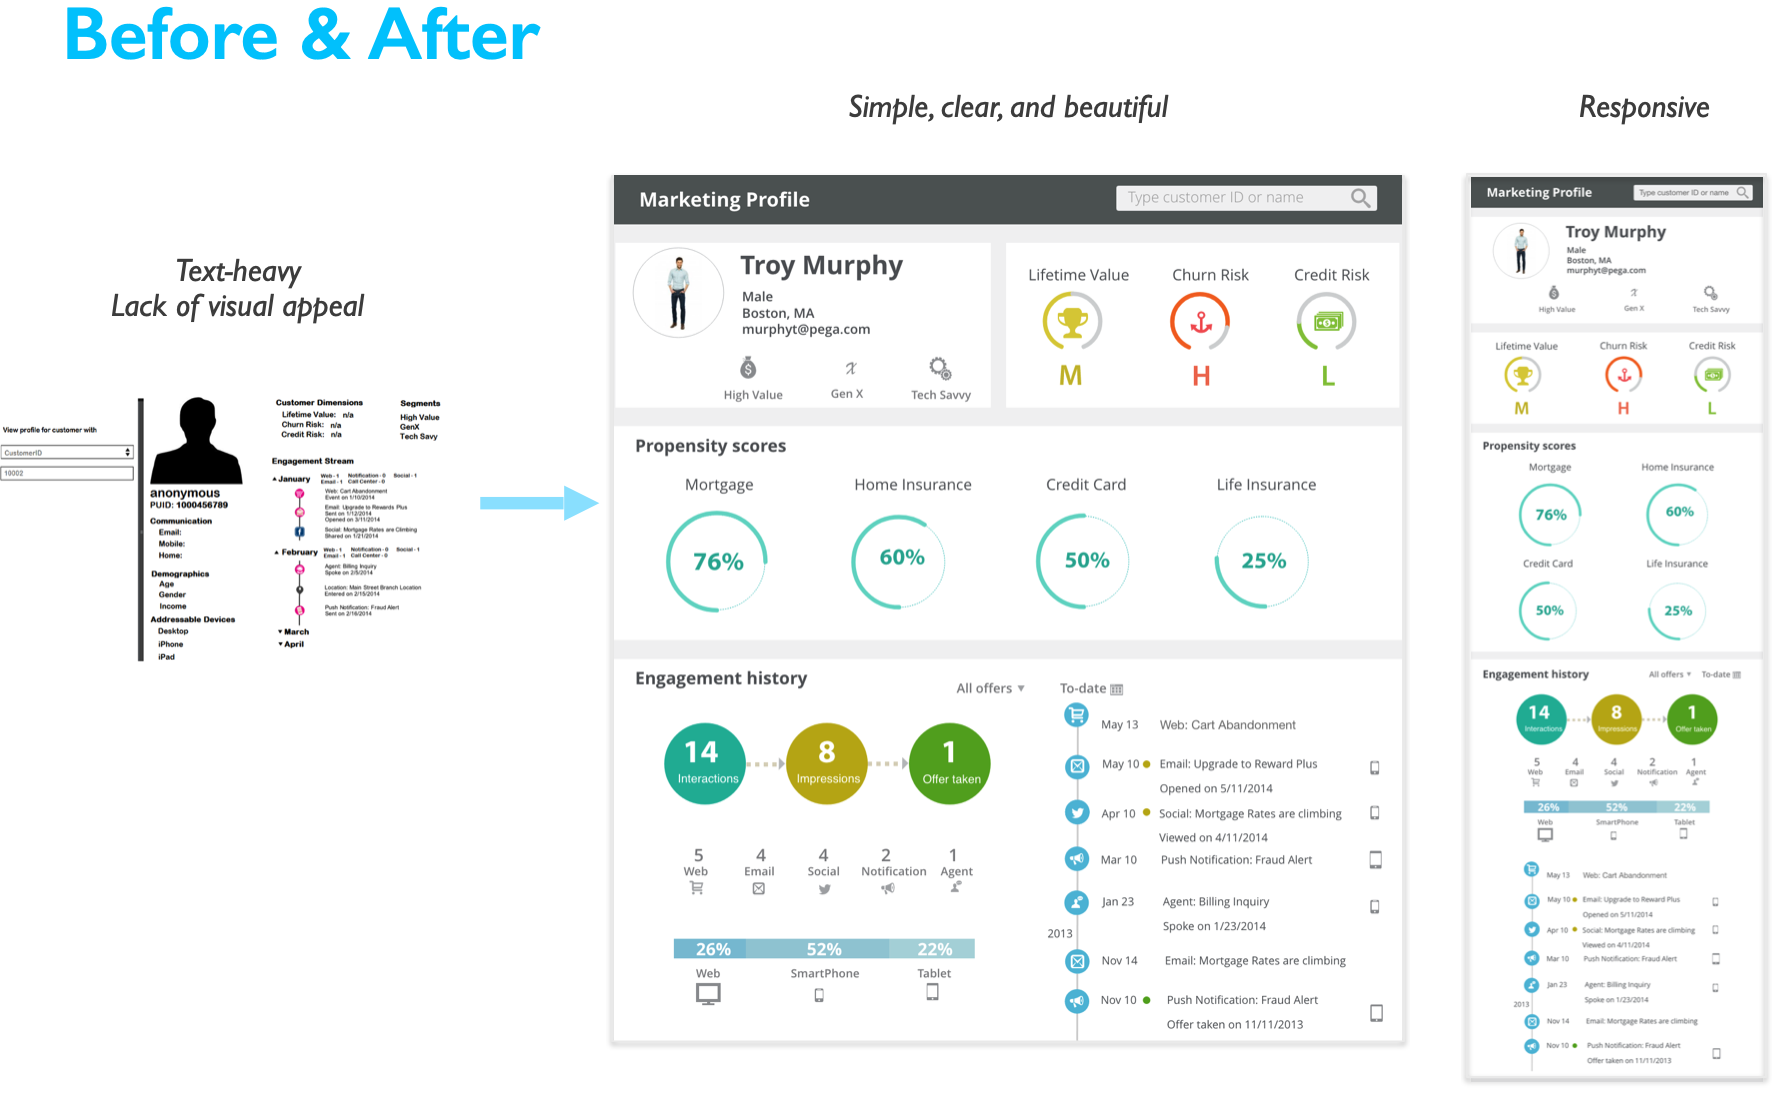 Before & After
Text-heavy
Lack of visual appeal
View profile for customer with
CustomerID
10002
anonymous
PUID: 1000456789
Communication
Email:
Mobile:
Home:
Demographics
Age
Gender
Income
Addressable Devices
Desktop
iPhone
iPad
Customer Dimensions
Lifetime Value: n/a
Churn Risk: n/a
Credit Risk: n/a
Segments
High Value
GenX
Tech Savy
Engagement Stream
January
Web - 1 Notification - 0 Social - 1
Email - 1 Call Center - 0
Web: Cart Abandonment
Event on 1/10/2014
Email: Upgrade to Rewards Plus
Sent on 1/12/2014
Opened on 3/11/2014
Social: Mortgage Rates are Climbing
Shared on 1/21/2014
February
Web - 1 Notification - 0 Social - 1
Email - 1 Call Center - 0
Agent: Billing Inquiry
Spoke on 2/5/2014
Location: Main Street Branch Location
Entered on 2/15/2014
Push Notification: Fraud Alert
Sent on 2/16/2014
March
April
Simple, clear, and beautiful
Marketing Profile
Type customer ID or name
Troy Murphy
Male
Boston, MA
murphyt@pega.com
High Value Gen X Tech Savvy
Lifetime Value Churn Risk Credit Risk
M H L
Propensity scores
Mortgage Home Insurance Credit Card Life Insurance
76% 60% 50% 25%
Engagement history
All offers
To-date
14 8 1
Interactions Impressions Offer taken
5 4 4 2 1
Web Email Social Notification Agent
26% 52% 22%
Web SmartPhone Tablet
May 13 Web: Cart Abandonment
May 10 Email: Upgrade to Reward Plus
Opened on 5/11/2014
Apr 10 Social: Mortgage Rates are climbing
Viewed on 4/11/2014
Mar 10 Push Notification: Fraud Alert
Jan 23 Agent: Billing Inquiry
Spoke on 1/23/2014
2013
Nov 14 Email: Mortgage Rates are climbing
Nov 10 Push Notification: Fraud Alert
Offer taken on 11/11/2013
Responsive
Marketing Profile
Type customer ID or name
Troy Murphy
Male
Boston, MA
murphyt@pega.com
High Value Gen X Tech Savvy
Lifetime Value Churn Risk Credit Risk
M H L
Propensity scores
Mortgage Home Insurance
76% 60%
Credit Card Life Insurance
50% 25%
Engagement history
All offers To-date
14 8 1
Interactions Impressions Offer taken
5 4 4 2 1
Web Email Social Notification Agent
26% 52% 22%
Web SmartPhone Tablet
May 13 Web: Cart Abandonment
May 10 Email: Upgrade to Reward Plus
Opened on 5/11/2014
Apr 10 Social: Mortgage Rates are climbing
Viewed on 4/11/2014
Mar 10 Push Notification: Fraud Alert
Jan 23 Agent: Billing Inquiry
Spoke on 1/23/2014
2013
Nov 14 Email: Mortgage Rates are climbing
Nov 10 Push Notification: Fraud Alert
Offer taken on 11/11/2013